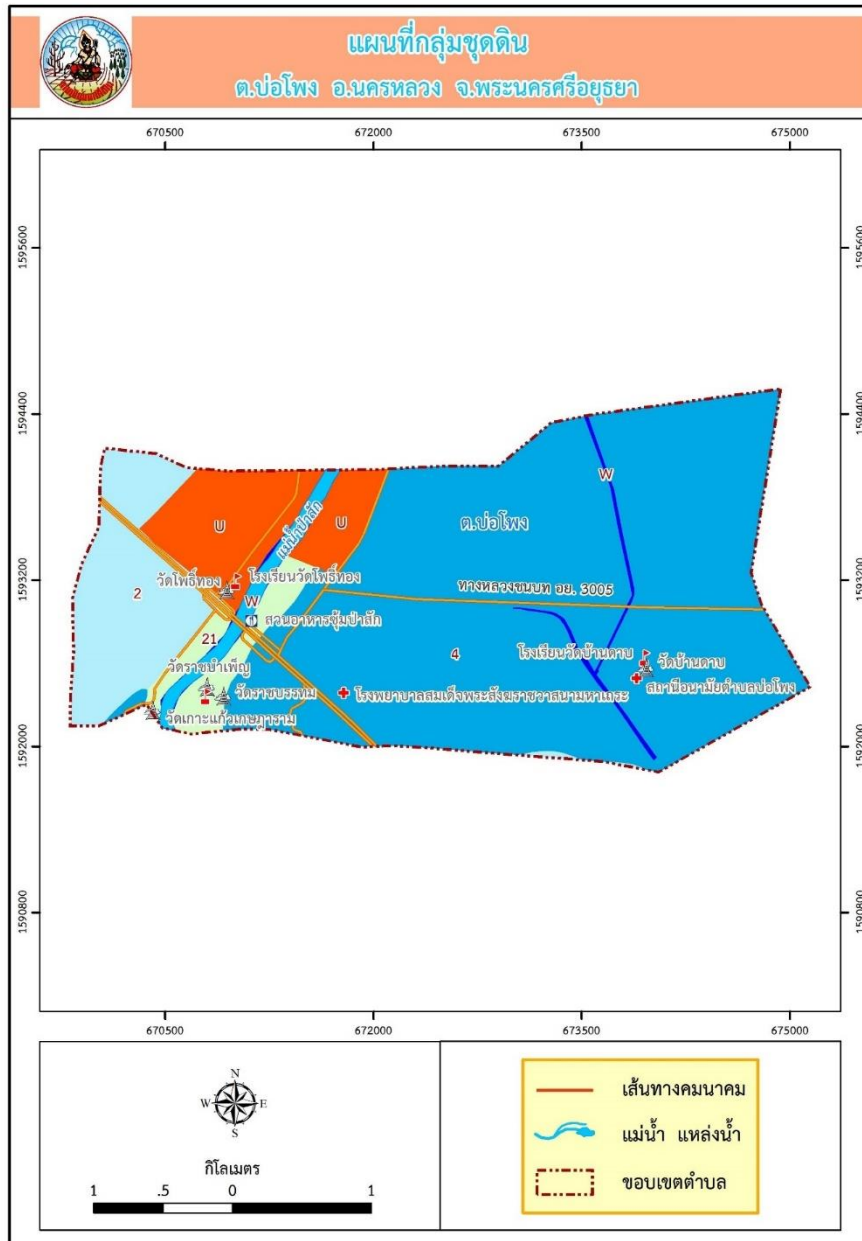 แผนที่กลุ่มชุดดิน
ต.บ่อโพง อ.นครหลวง จ.พระนครศรีอยุธยา
670500 672000 673500 675000
1595600 1595600
1594400 1594400
W
U
U
แม่น้ำป่าสัก
ต.บ่อโพง
1593200 1593200
วัดโพธิ์ทอง
โรงเรียนวัดโพธิ์ทอง
2
ทางหลวงชนบท อย. 3005
W
สวนอาหารซุ้มป่าสัก
21
4
โรงเรียนวัดบ้านดาบ
วัดบ้านดาบ
วัดราชบำเพ็ญ
สถานีอนามัยตำบลบ่อโพง
วัดราชบรรทม
โรงพยาบาลสมเด็จพระสังฆราชวาสนามหาเถระ
วัดเกาะแก้วเกษฎาราม
1592000 1592000
1590800 1590800
670500 672000 673500 675000
N
W E
S
กิโลเมตร
1 .5 0 1
เส้นทางคมนาคม
แม่น้ำ แหล่งน้ำ
ขอบเขตตำบล